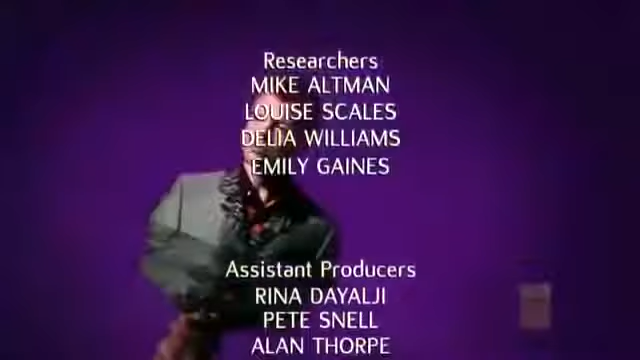 Researchers
MIKE ALTMAN
LOUISE SCALES
DELIA WILLIAMS
EMILY GAINES
Assistant Producers
RINA DAYALJI
PETE SNELL
ALAN THORPE